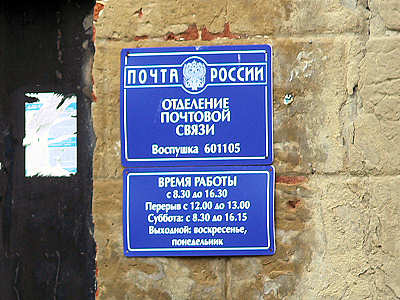 ПОЧТА РОССИИ
ОТДЕЛЕНИЕ
ПОЧТОВОЙ
СВЯЗИ
Воспушка 601105
ВРЕМЯ РАБОТЫ
с 8.30 до 16.30
Перерыв с 12.00 до 13.00
Суббота: с 8.30 до 16.15
Выходной: воскресенье,
понедельник